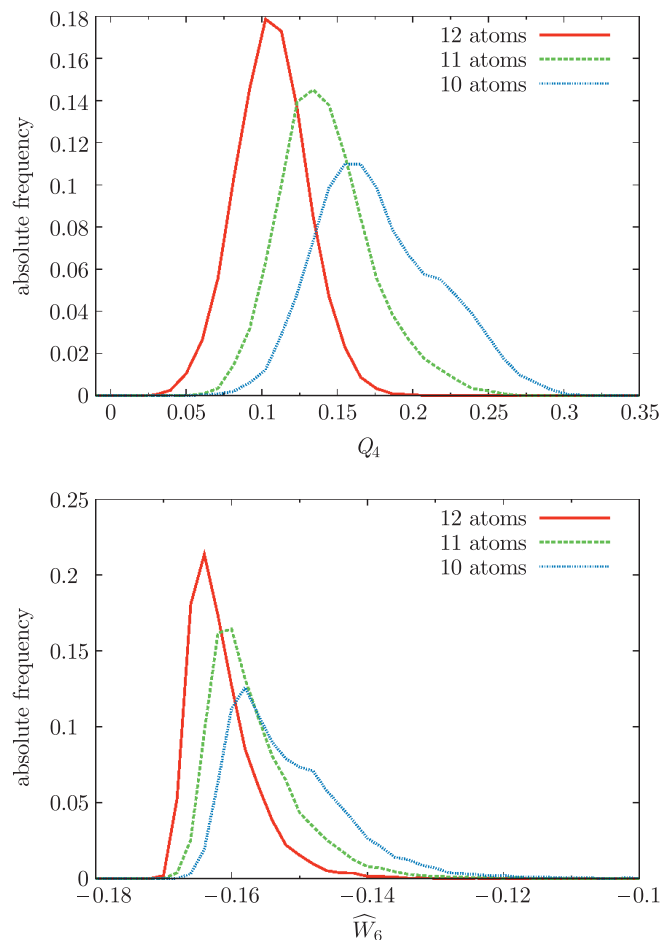 0.18
0.16
0.14
0.12
0.1
0.08
0.06
0.04
0.02
0
absolute frequency
12 atoms
11 atoms
10 atoms
0 0.05 0.1 0.15 0.2 0.25 0.3 0.35
Q₄
0.25
0.2
0.15
0.1
0.05
0
absolute frequency
12 atoms
11 atoms
10 atoms
−0.18 −0.16 −0.14 −0.12 −0.1
Ŵ₆